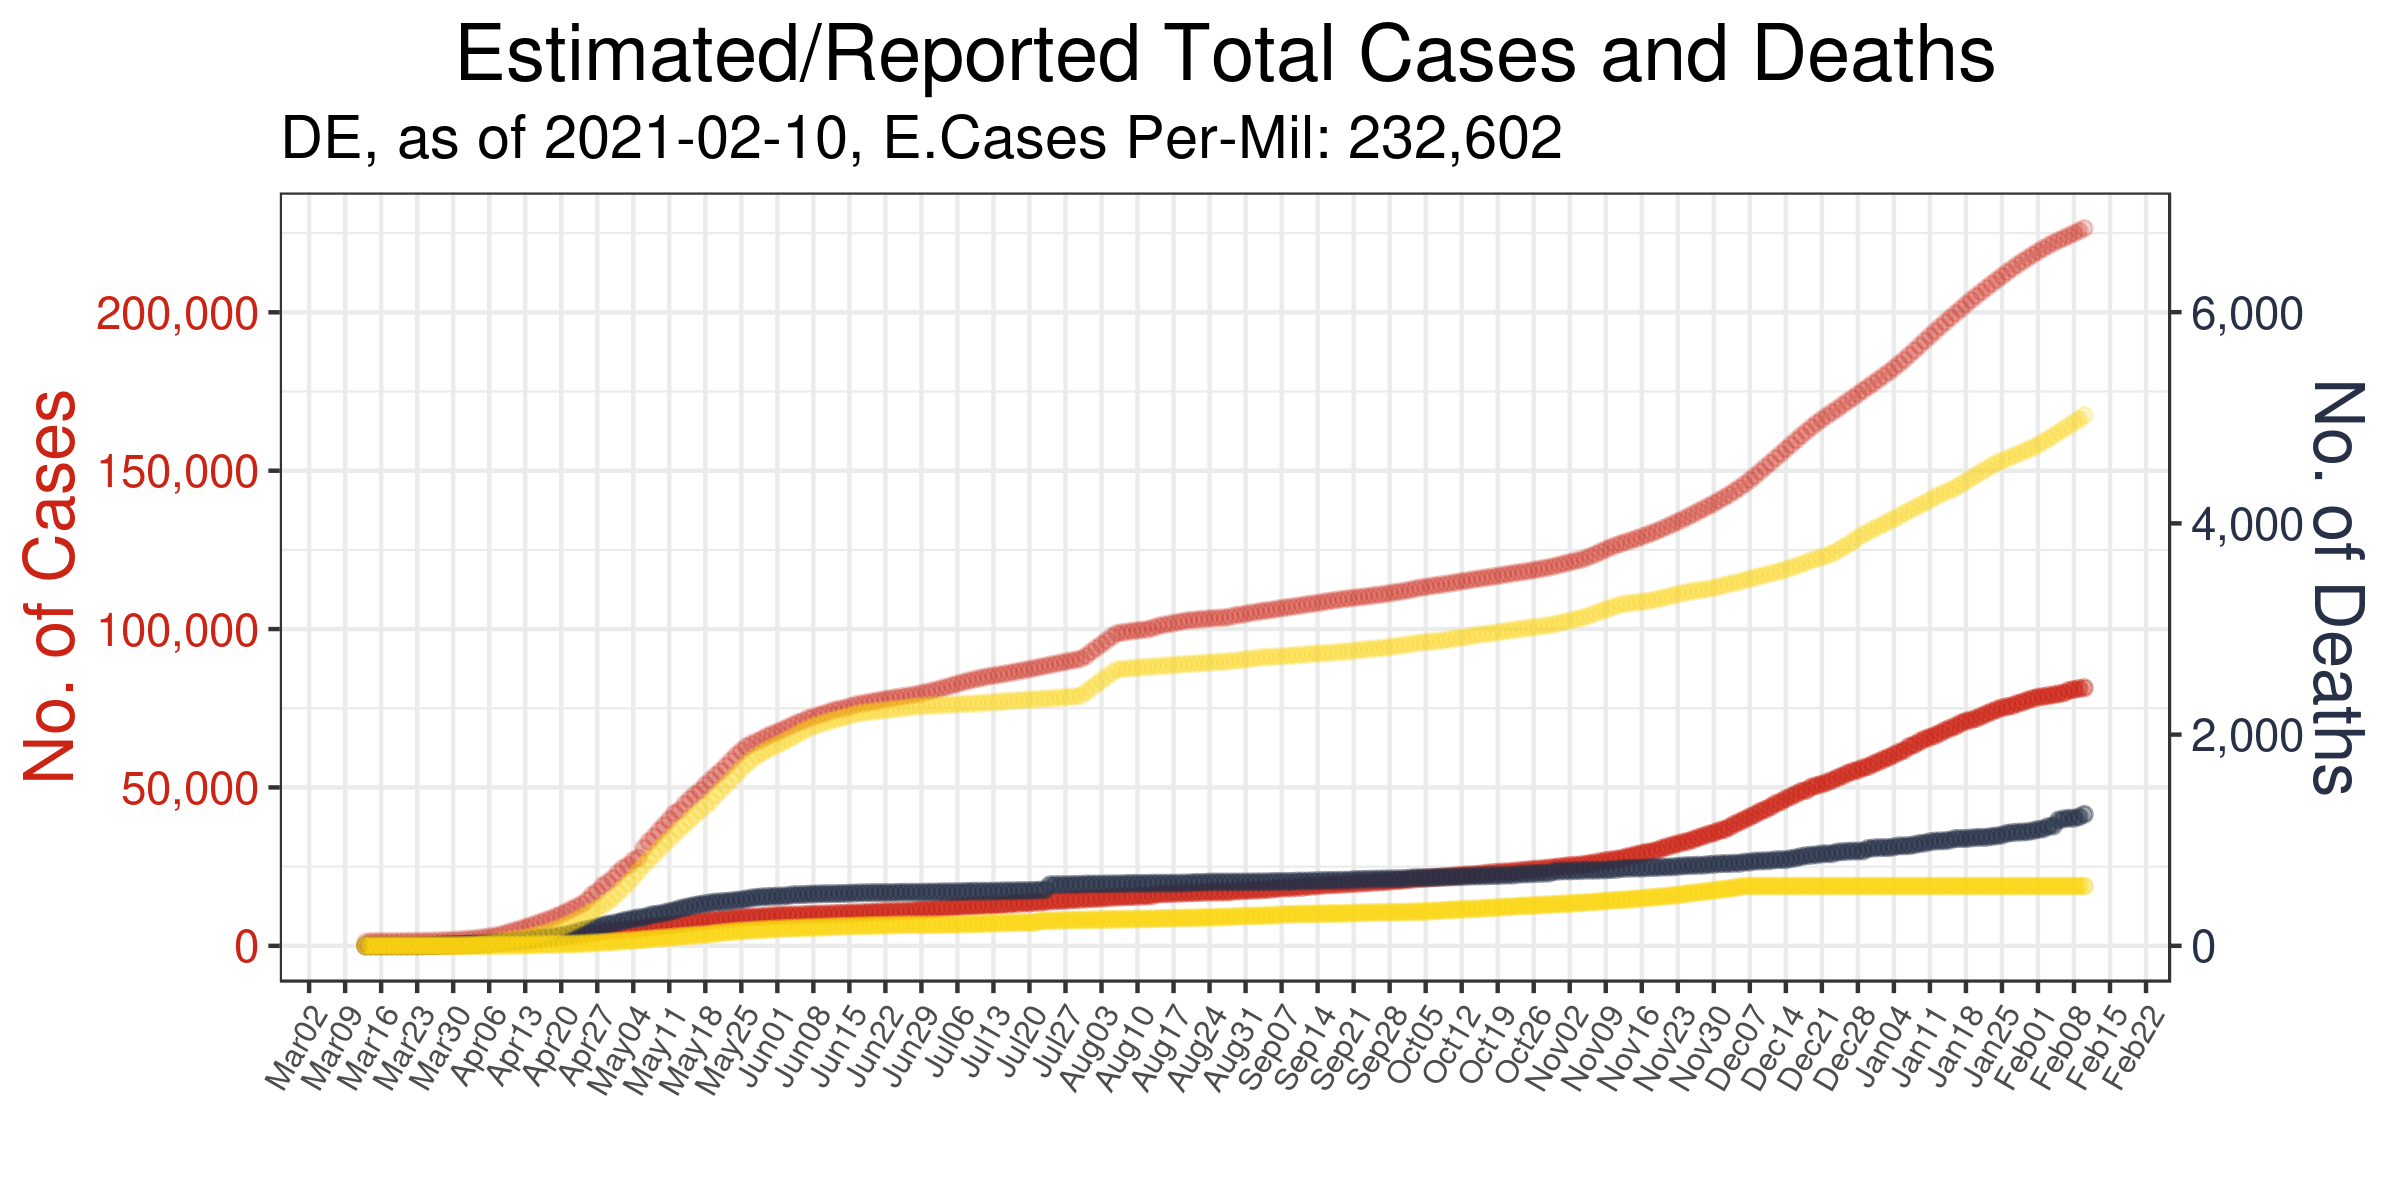 Estimated/Reported Total Cases and Deaths
DE, as of 2021-02-10, E.Cases Per-Mil: 232,602
No. of Cases
200,000
150,000
100,000
50,000
0
6,000
4,000
2,000
0
No. of Deaths
Mar02
Mar09
Mar16
Mar23
Mar30
Apr06
Apr13
Apr20
Apr27
May04
May11
May18
May25
Jun01
Jun08
Jun15
Jun22
Jun29
Jul06
Jul13
Jul20
Jul27
Aug03
Aug10
Aug17
Aug24
Aug31
Sep07
Sep14
Sep21
Sep28
Oct05
Oct12
Oct19
Oct26
Nov02
Nov09
Nov16
Nov23
Nov30
Dec07
Dec14
Dec21
Dec28
Jan04
Jan11
Jan18
Jan25
Feb01
Feb08
Feb15
Feb22